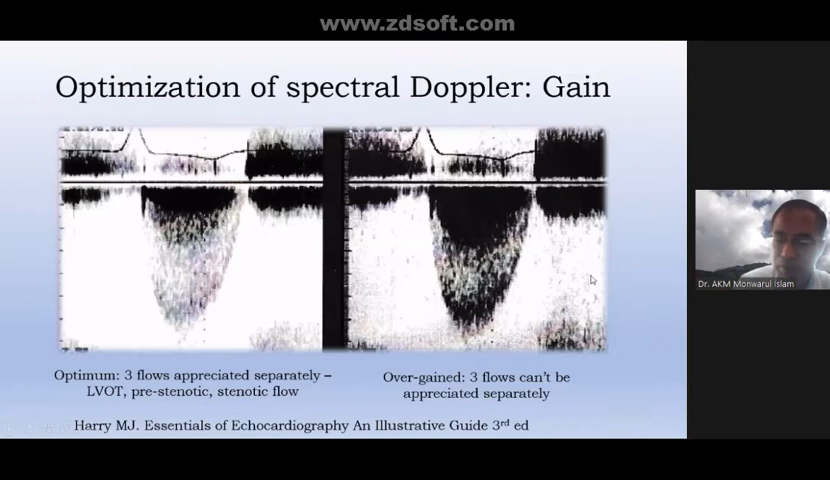 www.zdsoft.com
Optimization of spectral Doppler: Gain
Optimum: 3 flows appreciated separately –
LVOT, pre-stenotic, stenotic flow
Over-gained: 3 flows can't be
appreciated separately
Harry MJ. Essentials of Echocardiography An Illustrative Guide 3rd ed
Dr. AKM Monwarul Islam